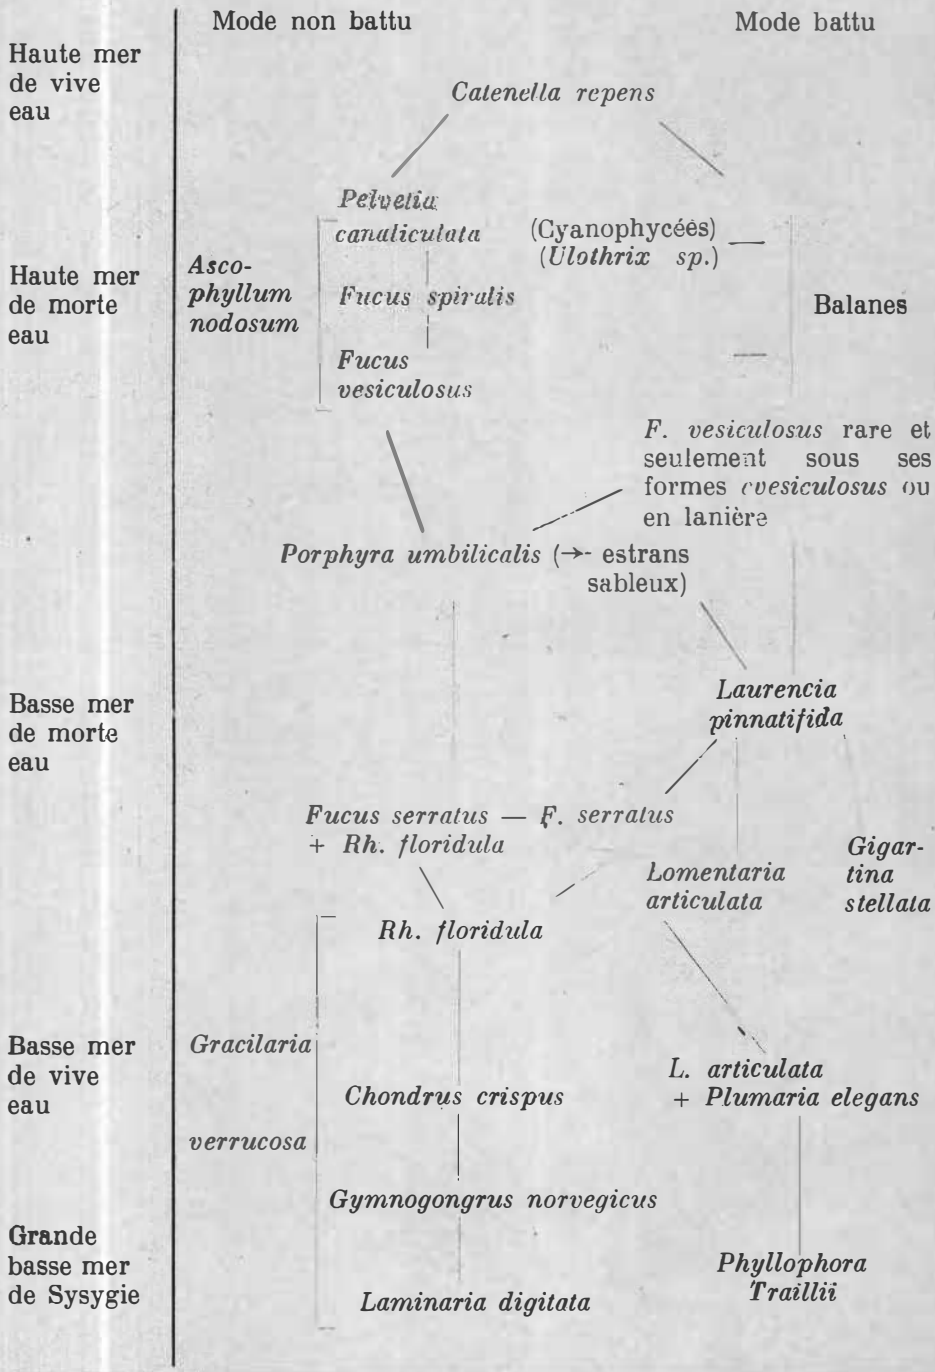 Mode non battu
Mode battu
Haute mer
de vive
eau
Catenella repens
Pelvetia
canaliculata
(Cyanophycéès)
(Ulothrix sp.)
Haute mer
de morte
eau
Asco-
phyllum
nodosum
Fucus spiralis
Balanes
Fucus
vesiculosus
F. vesiculosus rare et
seulement sous ses
formes evesiculosus ou
en lanière
Porphyra umbilicalis (→- estrans
sableux)
Basse mer
de morte
eau
Laurencia
pinnatifida
Fucus serratus — F. serratus
+ Rh. floridula
Lomentaria
articulata
Gigar-
tina
stellata
Rh. floridula
Basse mer
de vive
eau
Gracilaria
verrucosa
Chondrus crispus
L. articulata
+ Plumaria elegans
Gymnogongrus norvegicus
Grande
basse mer
de Sysygie
Laminaria digitata
Phyllophora
Traillii